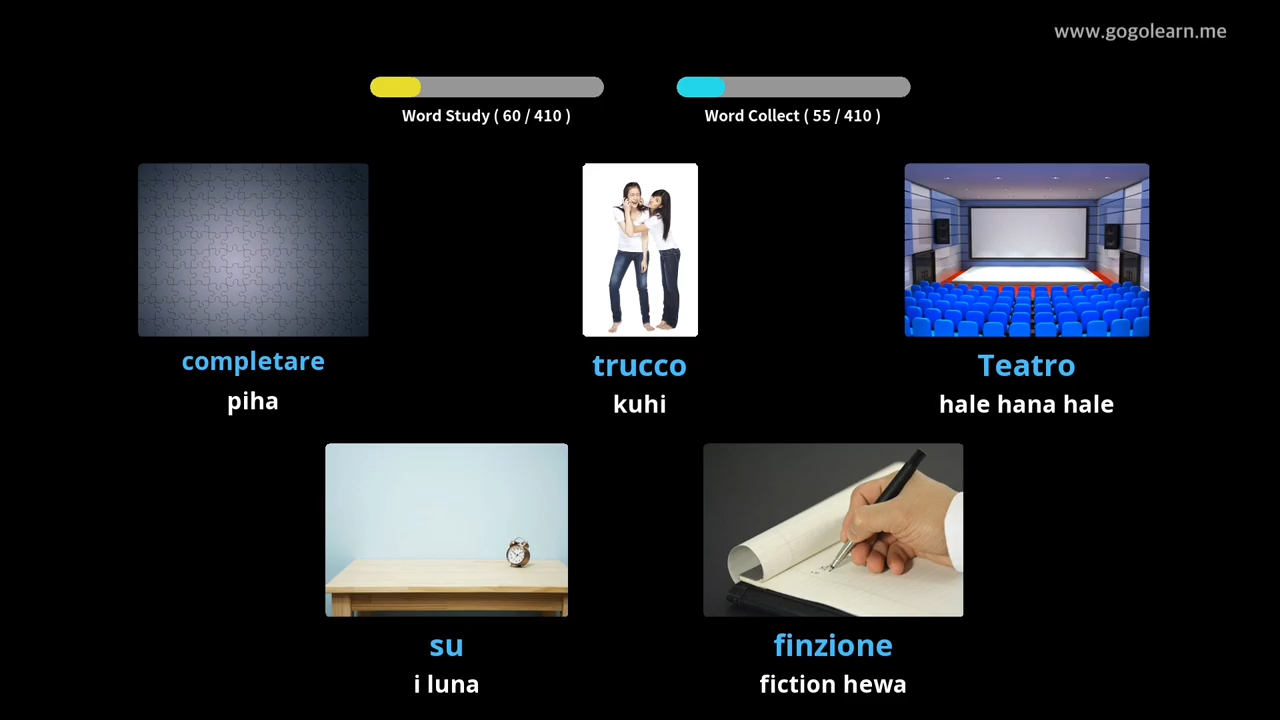 www.gogolearn.me
Word Study ( 60 / 410 )
Word Collect ( 55 / 410 )
completare
piha
trucco
kuhi
Teatro
hale hana hale
su
i luna
finzione
fiction hewa